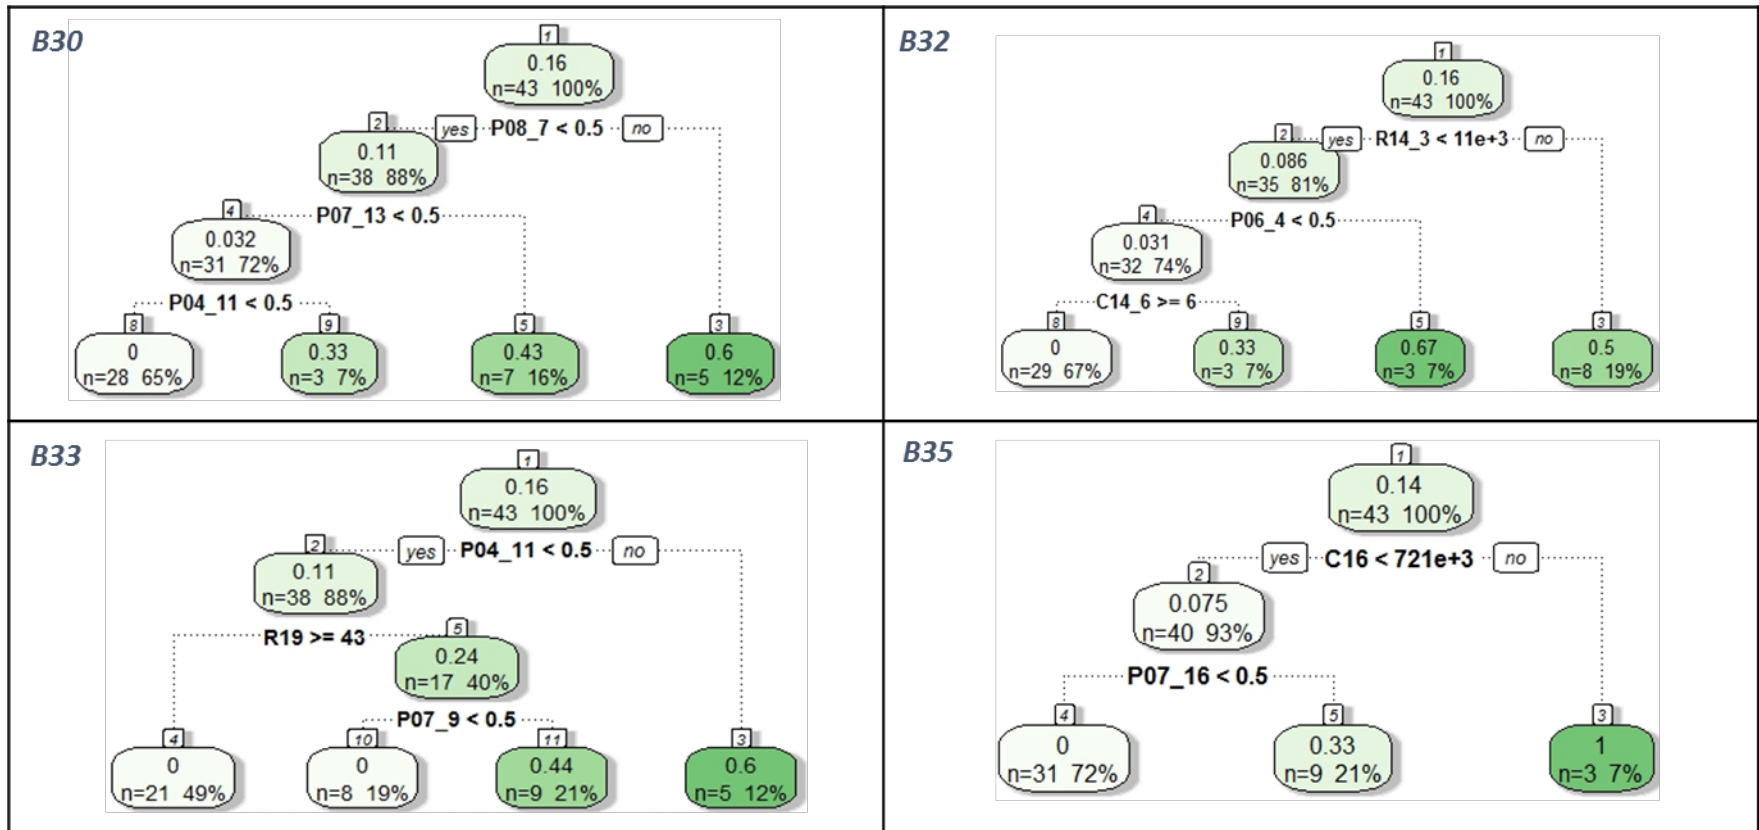 B30
1
0.16
n=43 100%
yes P08_7 < 0.5 no
2
0.11
n=38 88%
P07_13 < 0.5
4
0.032
n=31 72%
P04_11 < 0.5
8 9 5 3
0 0.33 0.43 0.6
n=28 65% n=3 7% n=7 16% n=5 12%
B32
1
0.16
n=43 100%
yes R14_3 < 11e+3 no
2
0.086
n=35 81%
P06_4 < 0.5
4
0.031
n=32 74%
C14_6 >= 6
8 9 5 3
0 0.33 0.67 0.5
n=29 67% n=3 7% n=3 7% n=8 19%
B33
1
0.16
n=43 100%
yes P04_11 < 0.5 no
2
0.11
n=38 88%
R19 >= 43
5
0.24
n=17 40%
P07_9 < 0.5
4 10 11 3
0 0 0.44 0.6
n=21 49% n=8 19% n=9 21% n=5 12%
B35
1
0.14
n=43 100%
yes C16 < 721e+3 no
2
0.075
n=40 93%
P07_16 < 0.5
4 5 3
0 0.33 1
n=31 72% n=9 21% n=3 7%